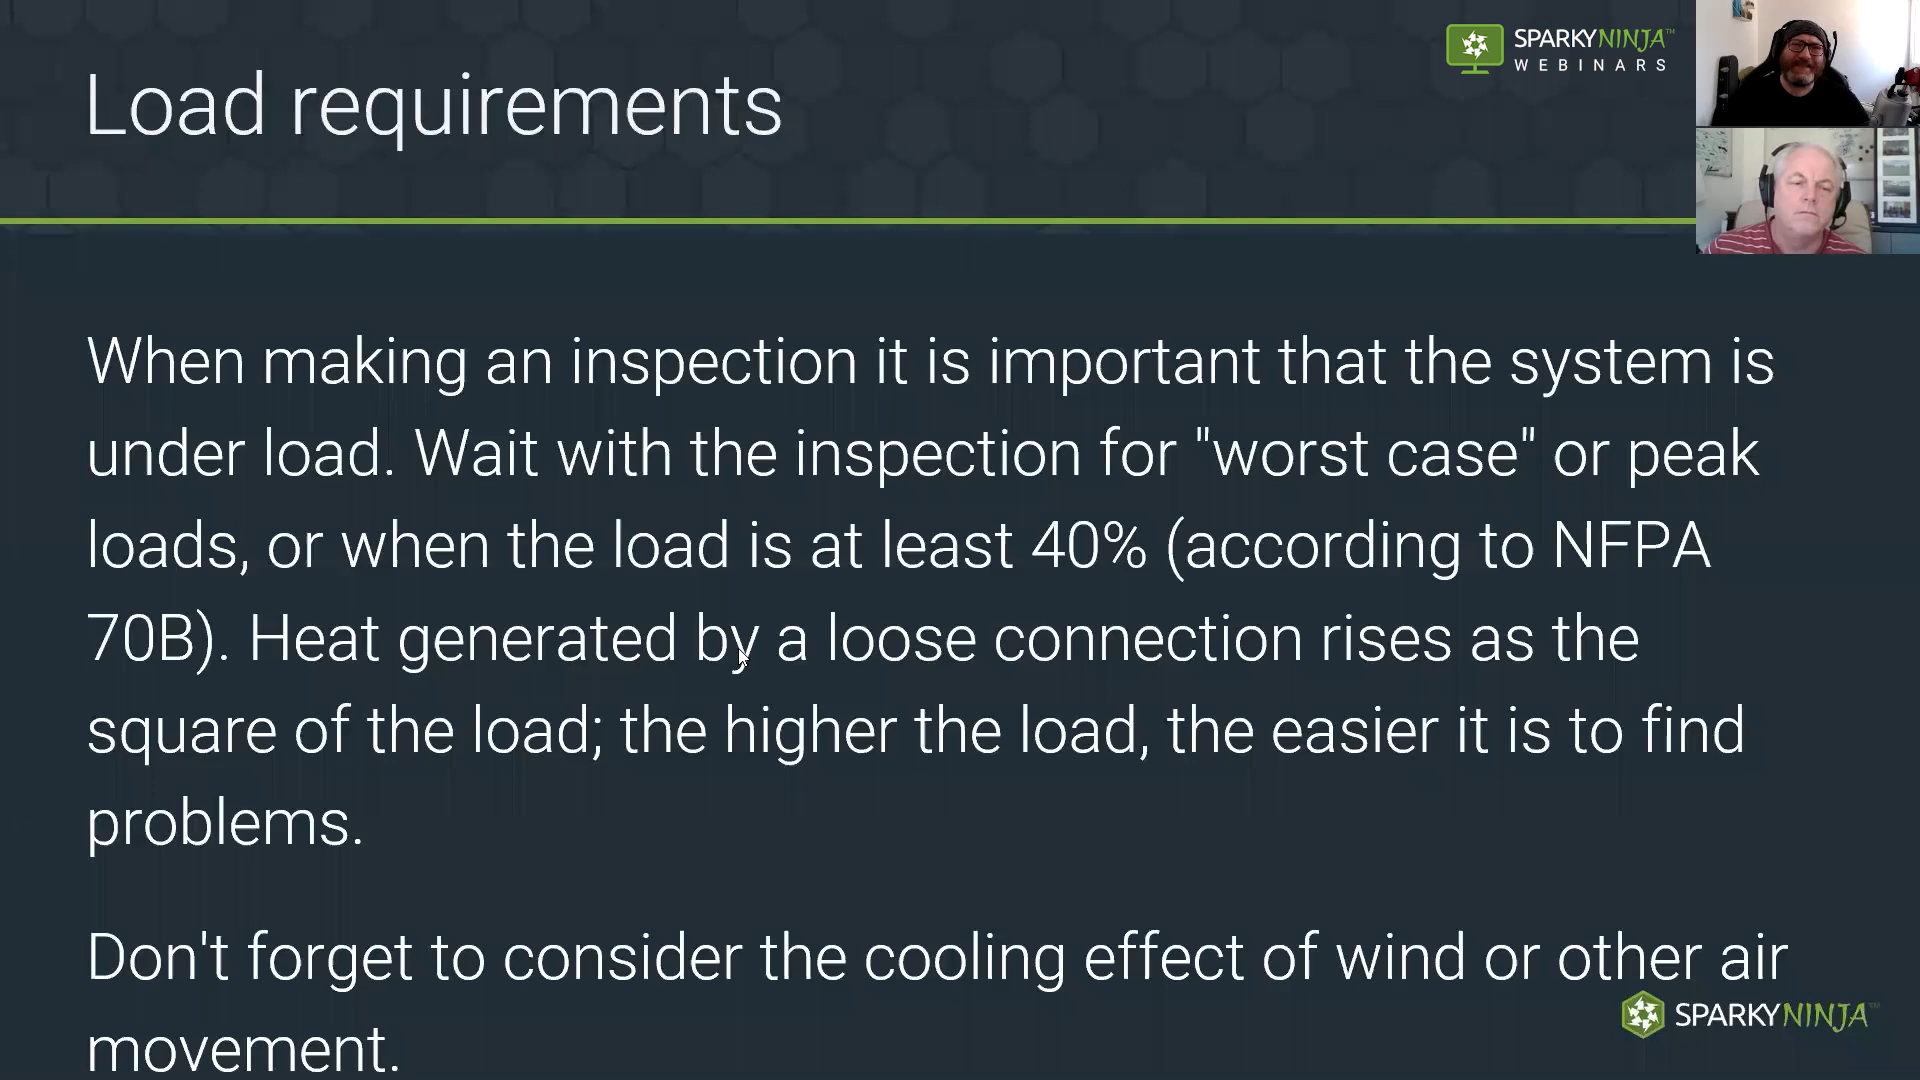 Load requirements
SPARKYNINJA™
WEBINARS
When making an inspection it is important that the system is
under load. Wait with the inspection for "worst case" or peak
loads, or when the load is at least 40% (according to NFPA
70B). Heat generated by a loose connection rises as the
square of the load; the higher the load, the easier it is to find
problems.
Don't forget to consider the cooling effect of wind or other air
movement.
SPARKYNINJA™